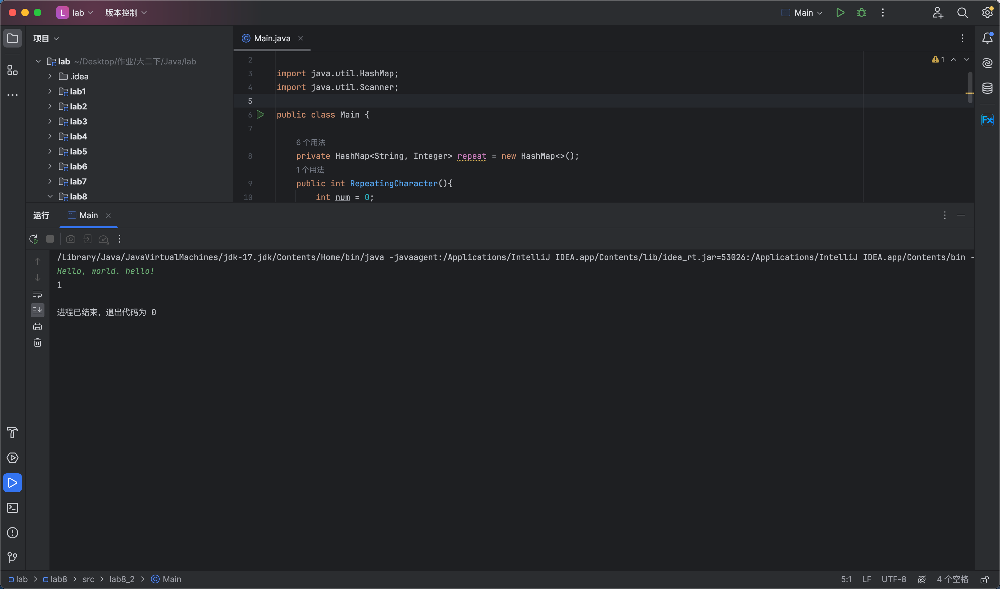 L lab 版本控制 Main
项目
Main.java
lab ~/Desktop/作业/大二下/Java/lab
.idea
lab1
lab2
lab3
lab4
lab5
lab6
lab7
lab8
1
2
3 import java.util.HashMap;
4 import java.util.Scanner;
5
6 public class Main {
7
6 个用法
8 private HashMap<String, Integer> repeat = new HashMap<>();
1 个用法
9 public int RepeatingCharacter(){
10 int num = 0;
Fx
运行 Main
/Library/Java/JavaVirtualMachines/jdk-17.jdk/Contents/Home/bin/java -javaagent:/Applications/IntelliJ IDEA.app/Contents/lib/idea_rt.jar=53026:/Applications/IntelliJ IDEA.app/Contents/bin -
Hello, world. hello!
1
进程已结束，退出代码为 0
lab > lab8 > src > lab8_2 > Main 5:1 LF UTF-8 4 个空格